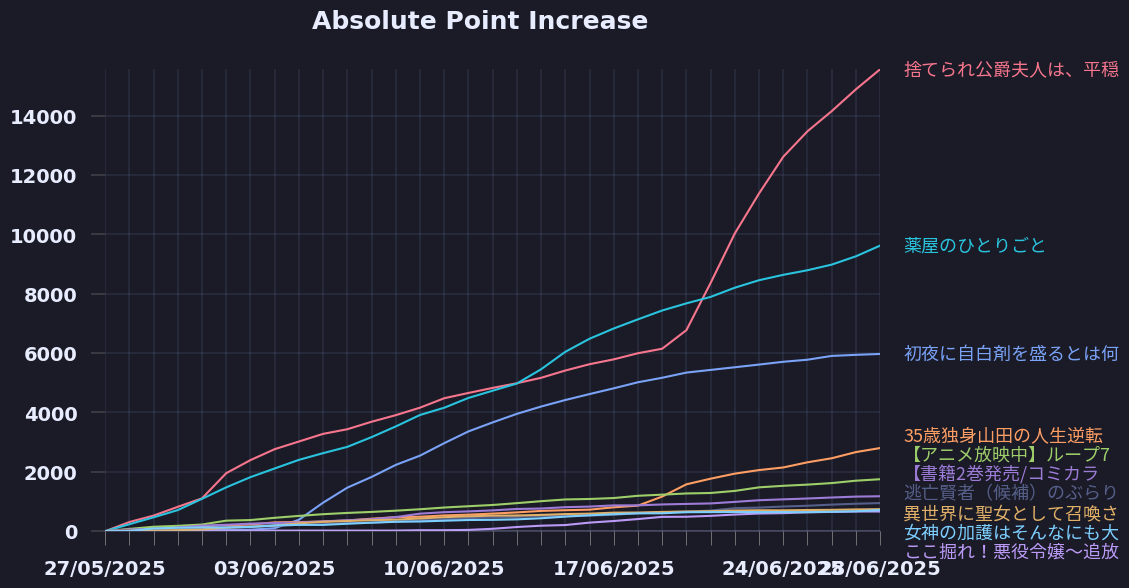 Absolute Point Increase
捨てられ公爵夫人は、平穏
14000
12000
10000
薬屋のひとりごと
8000
6000
初夜に自白剤を盛るとは何
4000
35歳独身山田の人生逆転
【アニメ放映中】ループ7
2000
【書籍2巻発売/コミカラ
逃亡賢者（候補）のぶらり
異世界に聖女として召喚さ
0
女神の加護はそんなにも大
ここ掘れ！悪役令嬢～追放
27/05/2025
03/06/2025
10/06/2025
17/06/2025
24/06/2025
28/06/2025